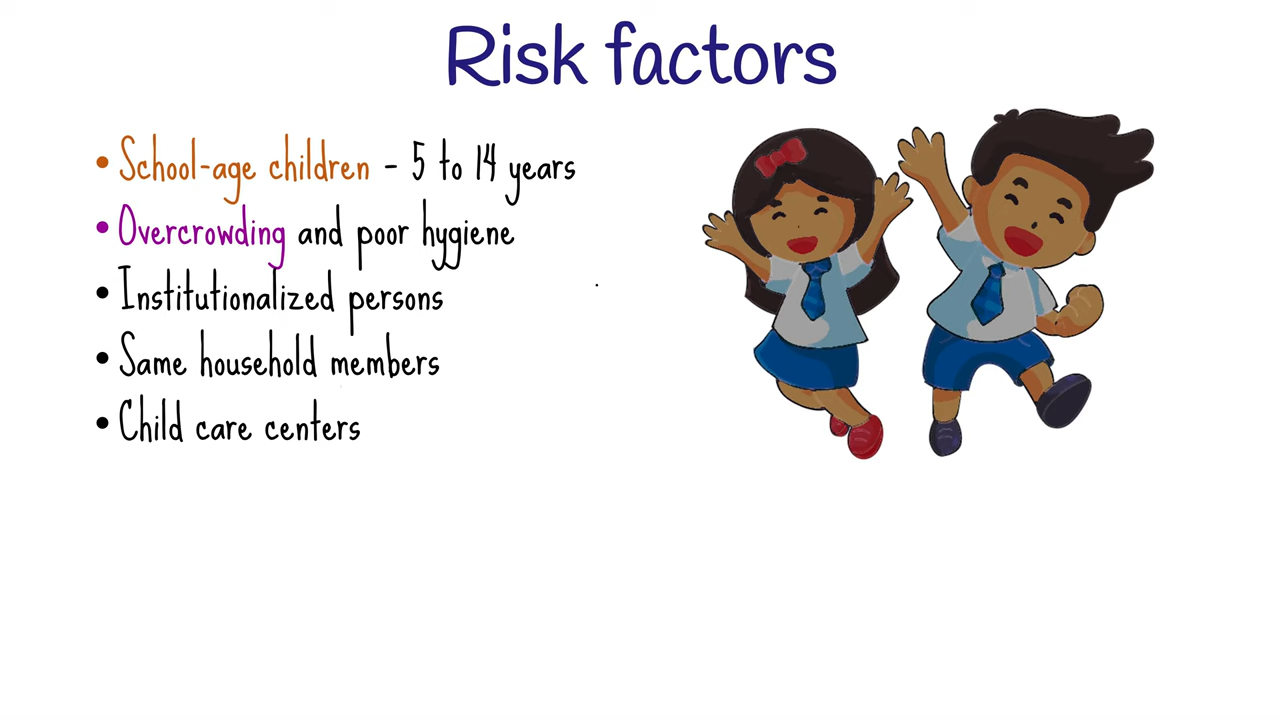 Risk factors
• School-age children - 5 to 14 years
• Overcrowding and poor hygiene
• Institutionalized persons
• Same household members
• Child care centers